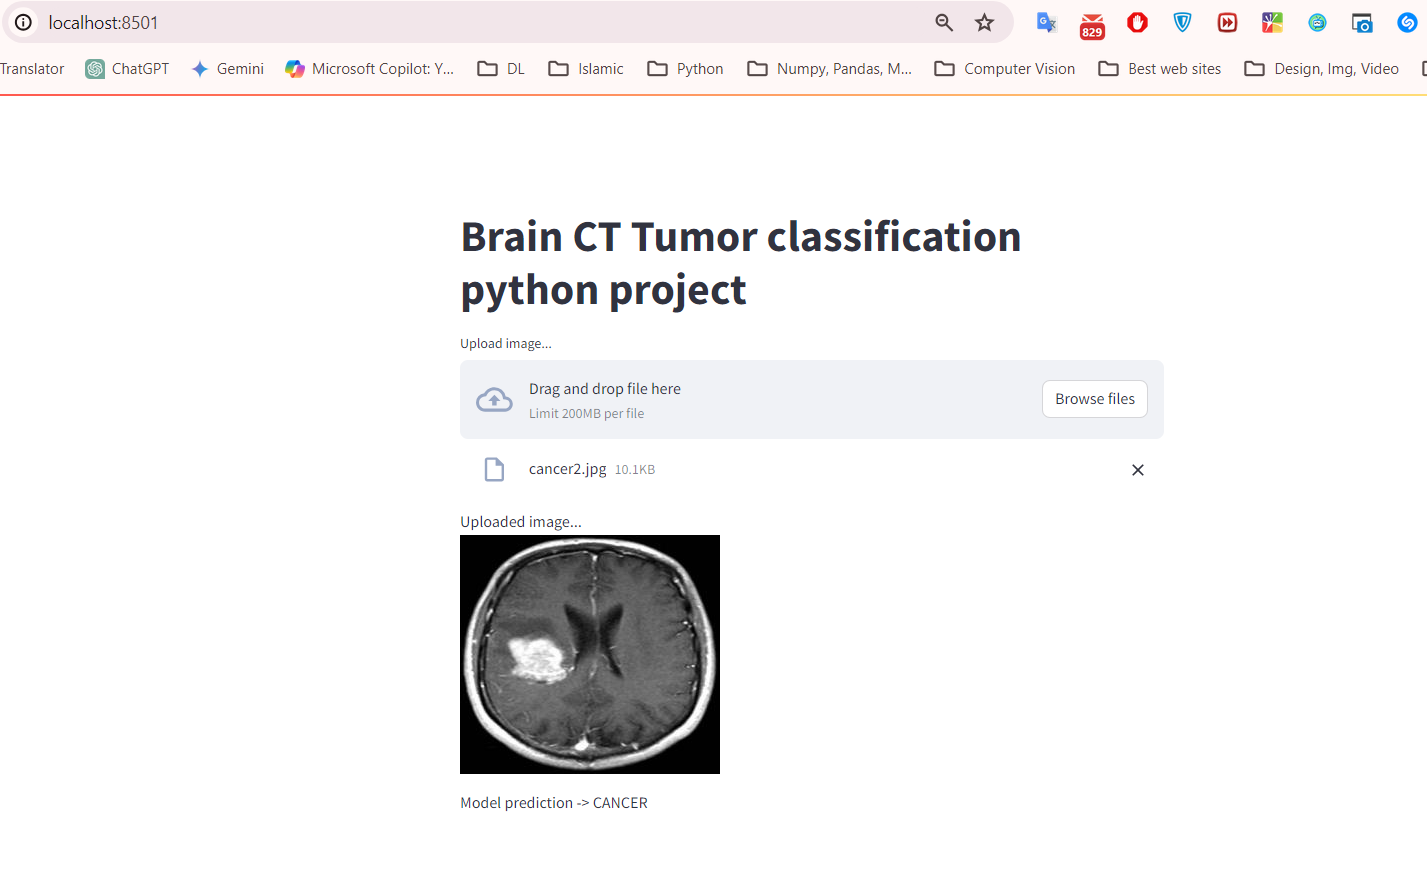 localhost:8501
829
Translator ChatGPT Gemini Microsoft Copilot: Y... DL Islamic Python Numpy, Pandas, M... Computer Vision Best web sites Design, Img, Video
Brain CT Tumor classification
python project
Upload image...
Drag and drop file here
Limit 200MB per file
Browse files
cancer2.jpg 10.1KB
Uploaded image...
Model prediction -> CANCER